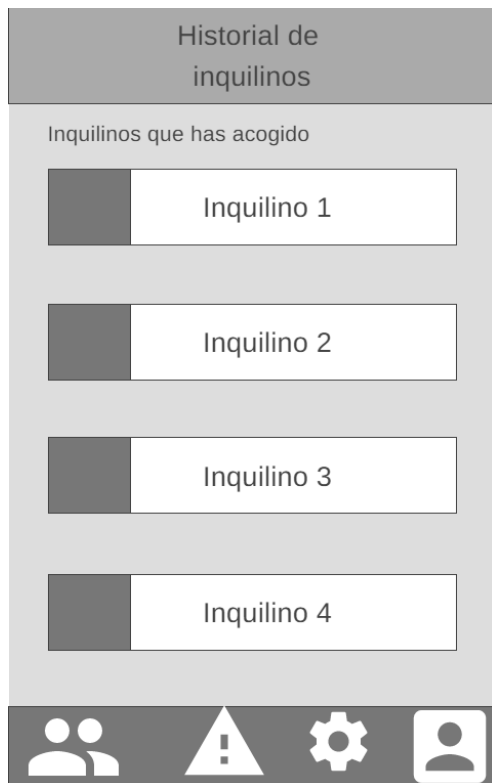 Historial de
inquilinos
Inquilinos que has acogido
Inquilino 1
Inquilino 2
Inquilino 3
Inquilino 4